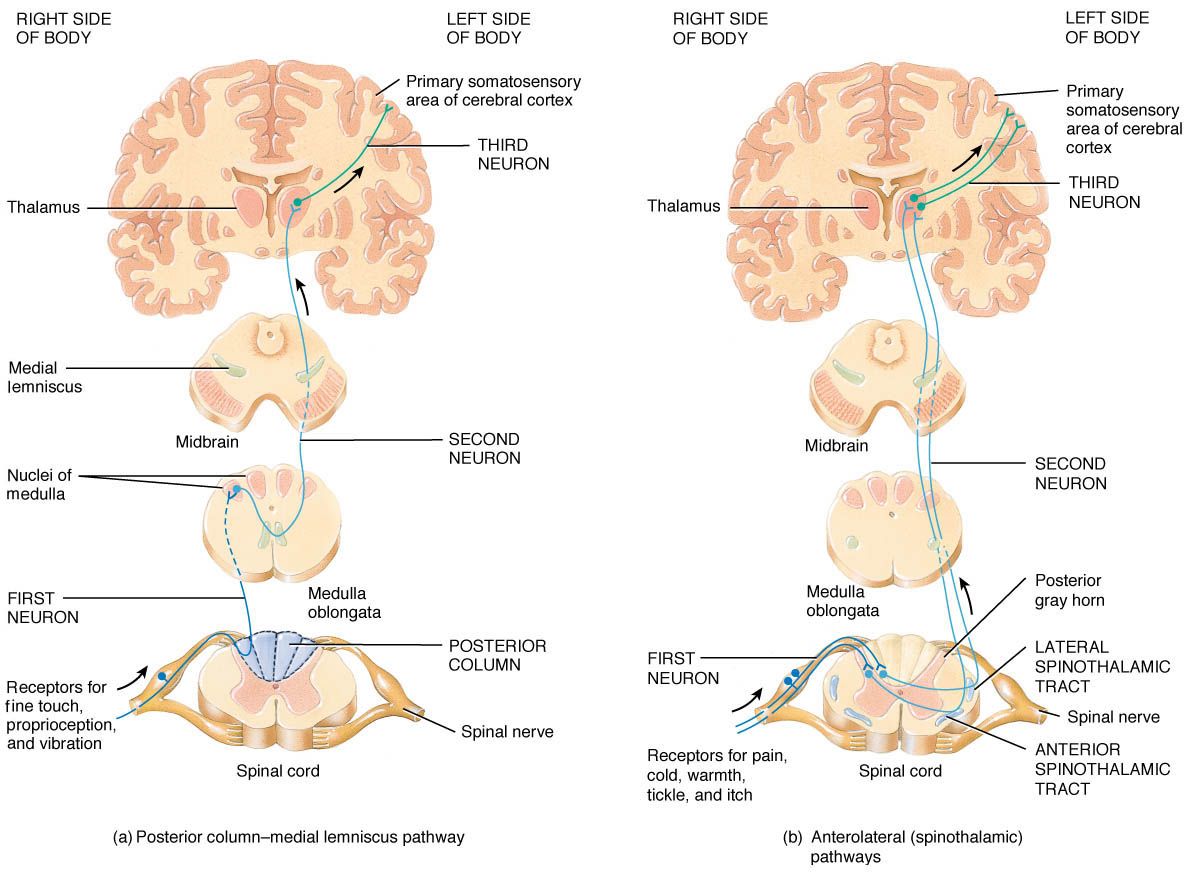 RIGHT SIDE
OF BODY
LEFT SIDE
OF BODY
Primary somatosensory
area of cerebral cortex
THIRD
NEURON
Thalamus
Medial
lemniscus
Midbrain
SECOND
NEURON
Nuclei of
medulla
FIRST
NEURON
Medulla
oblongata
POSTERIOR
COLUMN
Receptors for
fine touch,
proprioception,
and vibration
Spinal nerve
Spinal cord
(a) Posterior column–medial lemniscus pathway
RIGHT SIDE
OF BODY
LEFT SIDE
OF BODY
Primary
somatosensory
area of cerebral
cortex
THIRD
NEURON
Thalamus
Midbrain
SECOND
NEURON
Medulla
oblongata
Posterior
gray horn
FIRST
NEURON
LATERAL
SPINOTHALAMIC
TRACT
Spinal nerve
Receptors for pain,
cold, warmth,
tickle, and itch
Spinal cord
ANTERIOR
SPINOTHALAMIC
TRACT
(b) Anterolateral (spinothalamic)
pathways